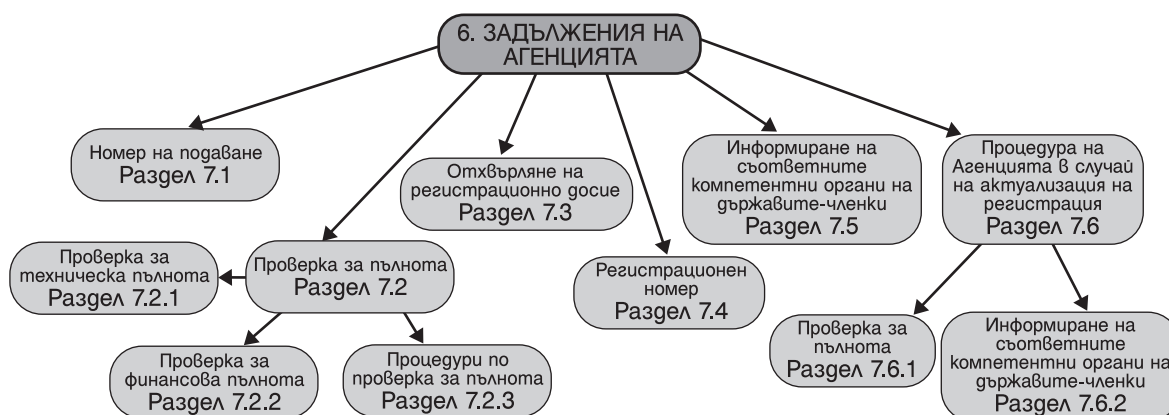 6. ЗАДЪЛЖЕНИЯ НА
АГЕНЦИЯТА
Номер на подаване
Раздел 7.1
Отхвърляне на
регистрационно досие
Раздел 7.3
Информиране на
съответните
компетентни органи на
държавите-членки
Раздел 7.5
Процедура на
Агенцията в случай
на актуализация на
регистрация
Раздел 7.6
Проверка за
техническа пълнота
Раздел 7.2.1
Проверка за пълнота
Раздел 7.2
Регистрационен
номер
Раздел 7.4
Проверка за
финансова пълнота
Раздел 7.2.2
Процедури по
проверка за пълнота
Раздел 7.2.3
Проверка за
пълнота
Раздел 7.6.1
Информиране на
съответните
компетентни органи на
държавите-членки
Раздел 7.6.2